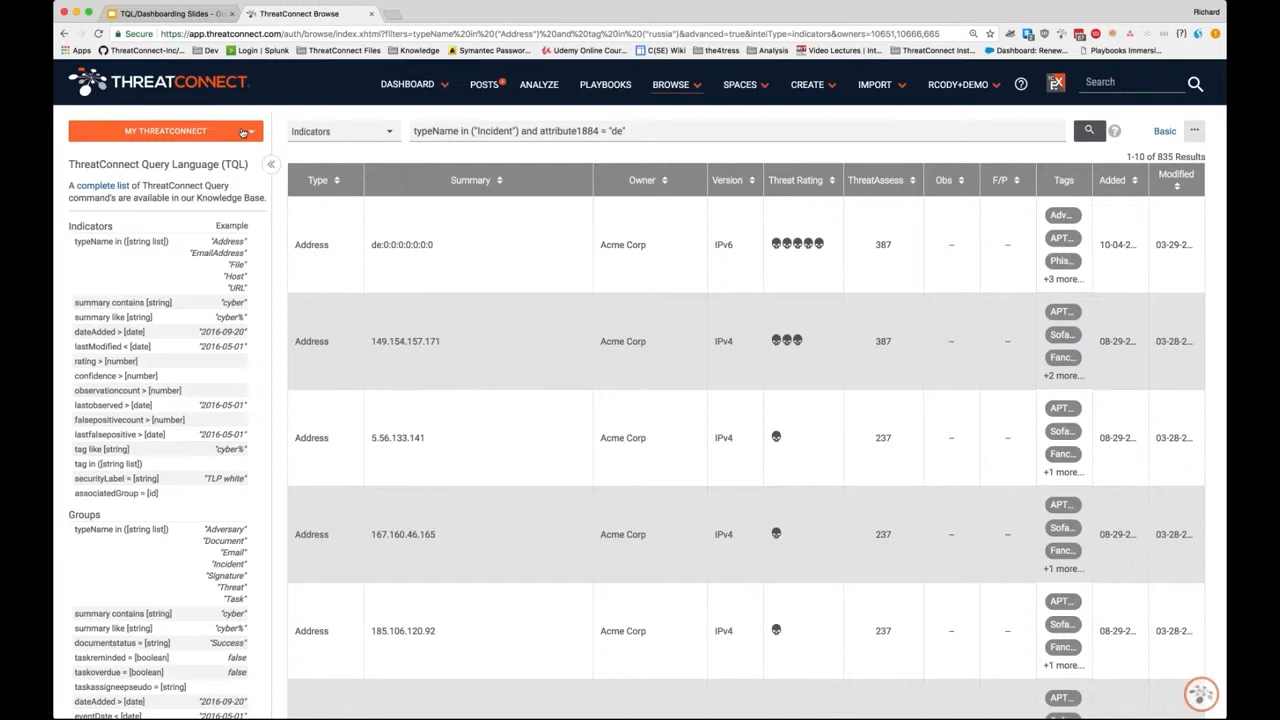 TQL/Dashboarding Slides - Go
ThreatConnect Browse
Richard
Secure https://app.threatconnect.com/auth/browse/index.xhtml?filters=typeName%20in%20("Address")%20and%20tag%20in%20("russia")&advanced=true&intelType=indicators&owners=10651,10666,665
Apps ThreatConnect-Inc/... Dev Login | Splunk ThreatConnect Files Knowledge Symantec Passwor... Udemy Online Cour... C(SE) Wiki the4tress Analysis Video Lectures | Int... ThreatConnect Inst... Dashboard: Renew... Playbooks Immersi...
THREATCONNECT
DASHBOARD POSTS ANALYZE PLAYBOOKS BROWSE SPACES CREATE IMPORT RCODY+DEMO Search
MY THREATCONNECT
Indicators typeName in ("Incident") and attribute1884 = "de" Basic ...
1-10 of 835 Results
ThreatConnect Query Language (TQL)
A complete list of ThreatConnect Query
command's are available in our Knowledge Base.
Indicators Example
typeName in ([string list]) "Address"
"EmailAddress"
"File"
"Host"
"URL"
summary contains [string] "cyber"
summary like [string] "cyber%"
dateAdded > [date] "2016-09-20"
lastModified < [date] "2016-05-01"
rating > [number]
confidence > [number]
observationcount > [number]
lastobserved > [date] "2016-05-01"
falsepositivecount > [number]
lastfalsepositive > [date] "2016-05-01"
tag like [string] "cyber%"
tag in ([string list])
securityLabel = [string] "TLP white"
associatedGroup = [id]
Groups
typeName in ([string list]) "Adversary"
"Document"
"Email"
"Incident"
"Signature"
"Threat"
"Task"
summary contains [string] "cyber"
summary like [string] "cyber%"
documentstatus = [string] "Success"
taskreminded = [boolean] false
taskoverdue = [boolean] false
taskassigneepseudo = [string]
dateAdded > [date] "2016-09-20"
eventDate < [date] "2016-05-01"
Type Summary Owner Version Threat Rating ThreatAssess Obs F/P Tags Added Modified
Address de:0:0:0:0:0:0:0 Acme Corp IPv6 387 -- -- 10-04-2... 03-29-2...
Adv...
APT...
Phis...
+3 more...
Address 149.154.157.171 Acme Corp IPv4 387 -- -- 08-29-2... 03-28-2...
APT...
Sofa...
Fanc...
+2 more...
Address 5.56.133.141 Acme Corp IPv4 237 -- -- 08-29-2... 03-28-2...
APT...
Sofa...
Fanc...
+1 more...
Address 167.160.46.165 Acme Corp IPv4 237 -- -- 08-29-2... 03-28-2...
APT...
Sofa...
Fanc...
+1 more...
Address 185.106.120.92 Acme Corp IPv4 237 -- -- 08-29-2... 03-28-2...
APT...
Sofa...
Fanc...
+1 more...
APT...